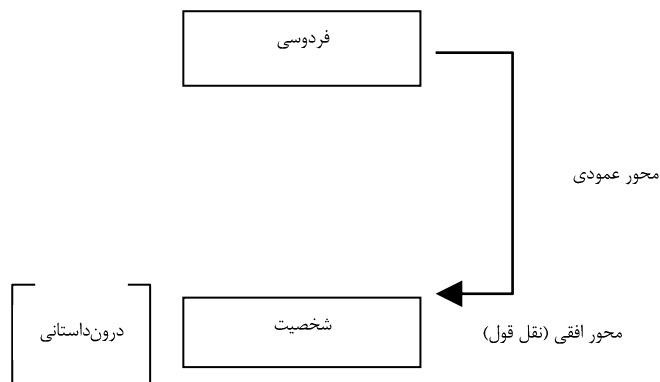 فردوسی
محور عمودی
شخصیت
محور افقی (نقل قول)
درون‌داستانی